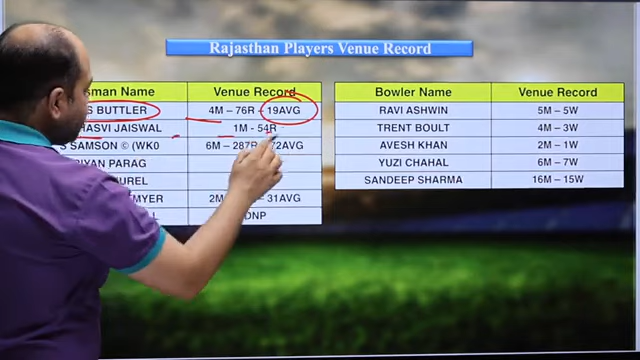 Rajasthan Players Venue Record
sman Name Venue Record
S BUTTLER 4M – 76R – 19AVG
HASVI JAISWAL 1M - 54R
S SAMSON © (WK0 6M – 287R 72AVG
RIYAN PARAG
UREL
MYER 2M 31AVG
L DNP
Bowler Name Venue Record
RAVI ASHWIN 5M – 5W
TRENT BOULT 4M – 3W
AVESH KHAN 2M – 1W
YUZI CHAHAL 6M – 7W
SANDEEP SHARMA 16M – 15W